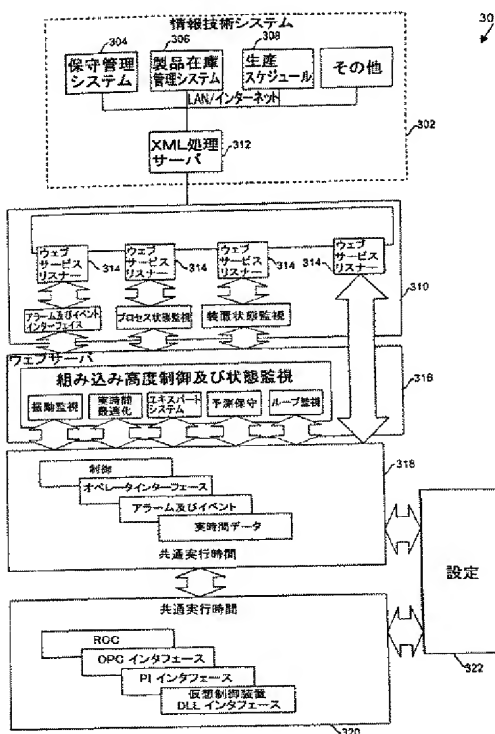 30
情報技術システム
304
保守管理
システム
306
製品在庫
管理システム
308
生産
スケジュール
その他
LAN/インターネット
302
XML処理
サーバ
312
ウェブ
サービス
リスナー
314
ウェブ
サービス
リスナー
314
ウェブ
サービス
リスナー
314
ウェブ
サービス
リスナー
314
310
アラーム及びイベント
インターフェイス
プロセス状態監視
装置状態監視
ウェブサーバ
316
組み込み高度制御及び状態監視
振動監視
実時間
最適化
エキスパート
システム
予測保守
ループ監視
318
制御
オペレータインターフェース
アラーム及びイベント
実時間データ
共通実行時間
設定
322
共通実行時間
ROC
OPC インタフェース
PI インタフェース
仮想制御装置
DLL インタフェース
320